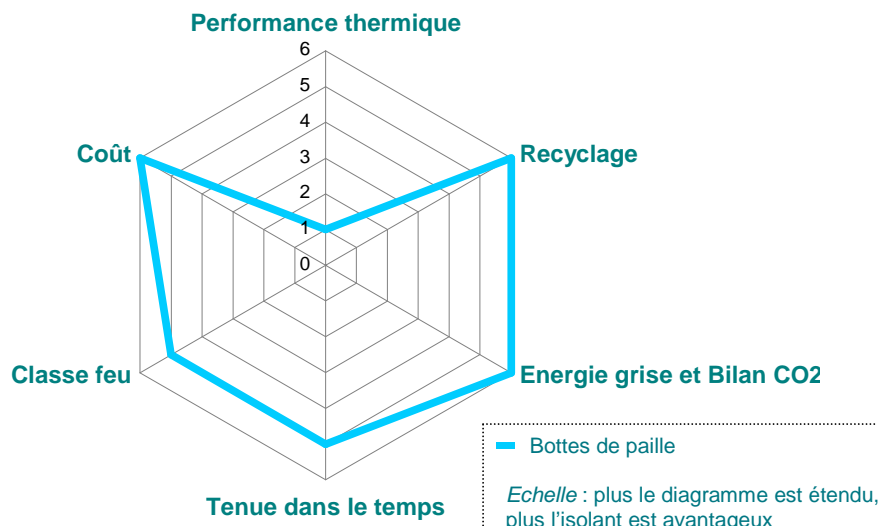 Performance thermique
6
5
4
3
2
1
0
Coût
Recyclage
Classe feu
Energie grise et Bilan CO2
Tenue dans le temps
Bottes de paille
Echelle : plus le diagramme est étendu,
plus l'isolant est avantageux